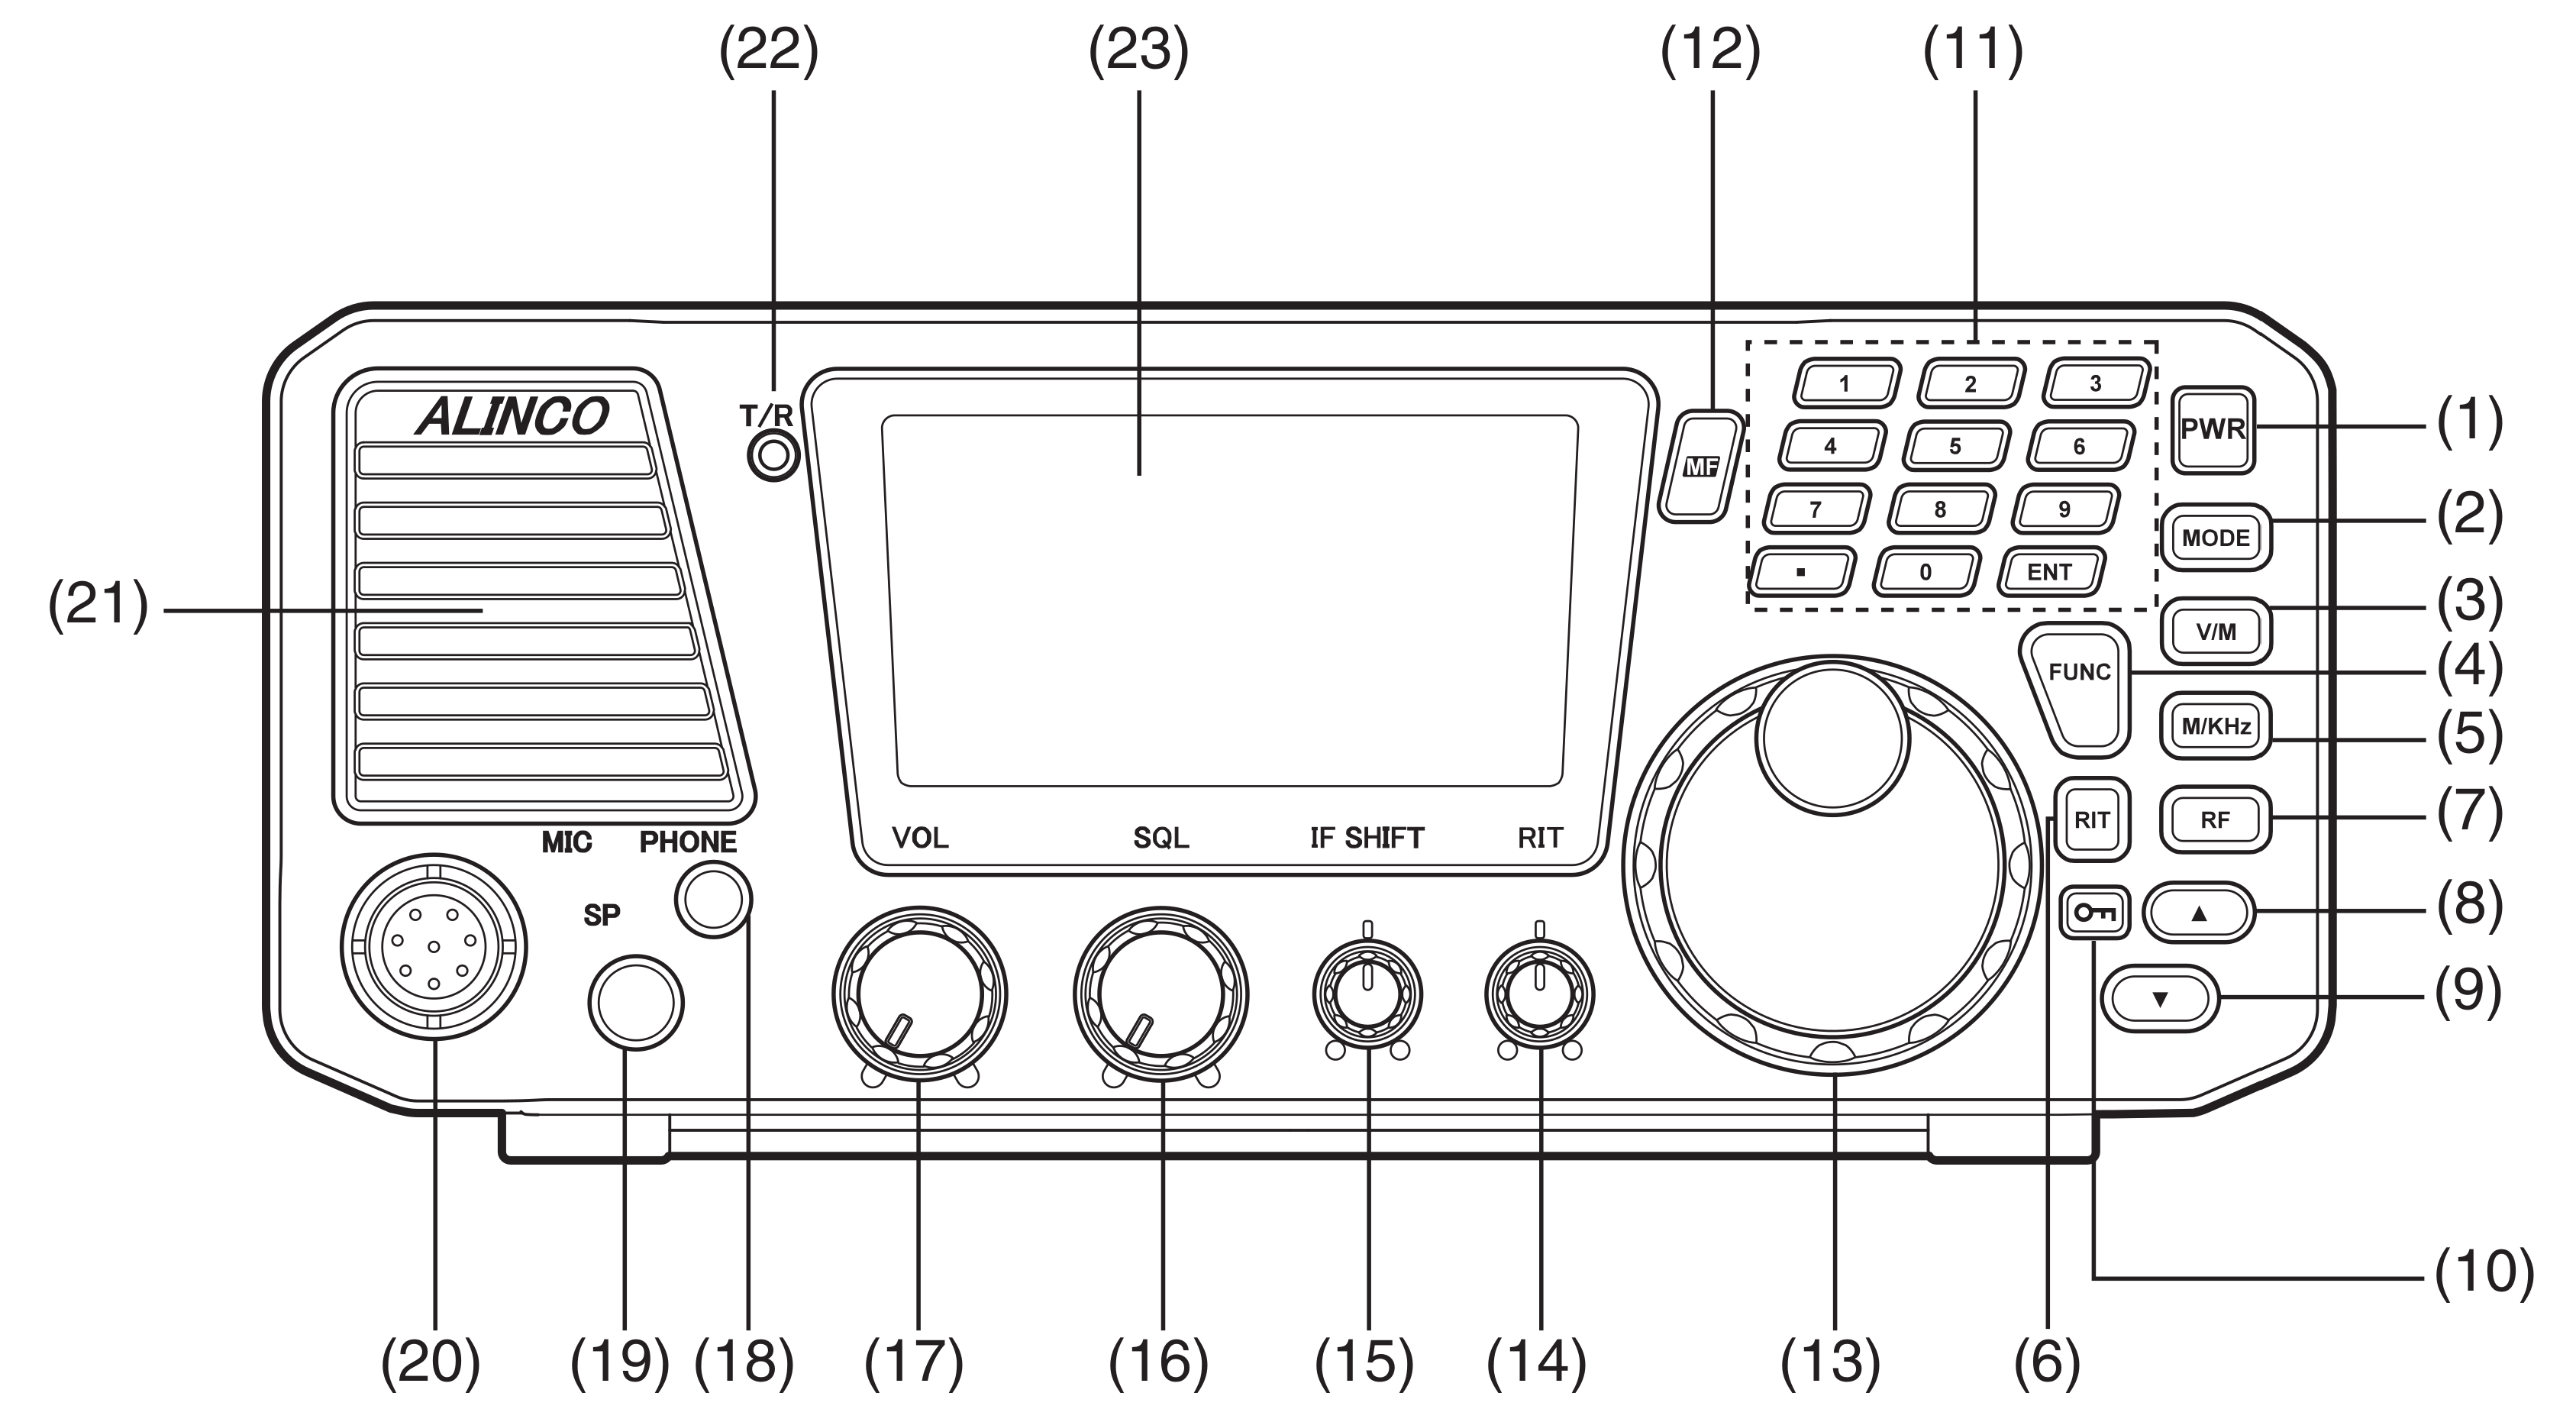 (22)
(23)
(12)
(11)
T/R
ALINCO
1
2
3
4
5
6
7
8
9
.
0
ENT
MF
PWR
(1)
MODE
(2)
V/M
(3)
FUNC
(4)
M/KHz
(5)
RIT
RF
(7)
▲
(8)
▼
(9)
(10)
(21)
MIC
PHONE
SP
VOL
SQL
IF SHIFT
RIT
(20)
(19)
(18)
(17)
(16)
(15)
(14)
(13)
(6)